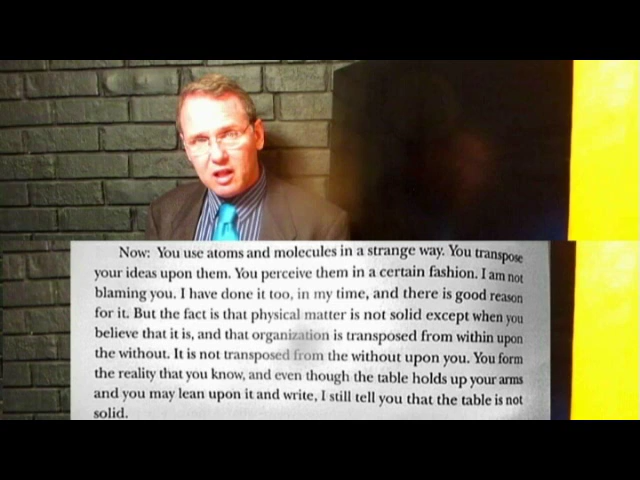 Now: You use atoms and molecules in a strange way. You transpose
your ideas upon them. You perceive them in a certain fashion. I am not
blaming you. I have done it too, in my time, and there is good reason
for it. But the fact is that physical matter is not solid except when you
believe that it is, and that organization is transposed from within upon
the without. It is not transposed from the without upon you. You form
the reality that you know, and even though the table holds up your arms
and you may lean upon it and write, I still tell you that the table is not
solid.